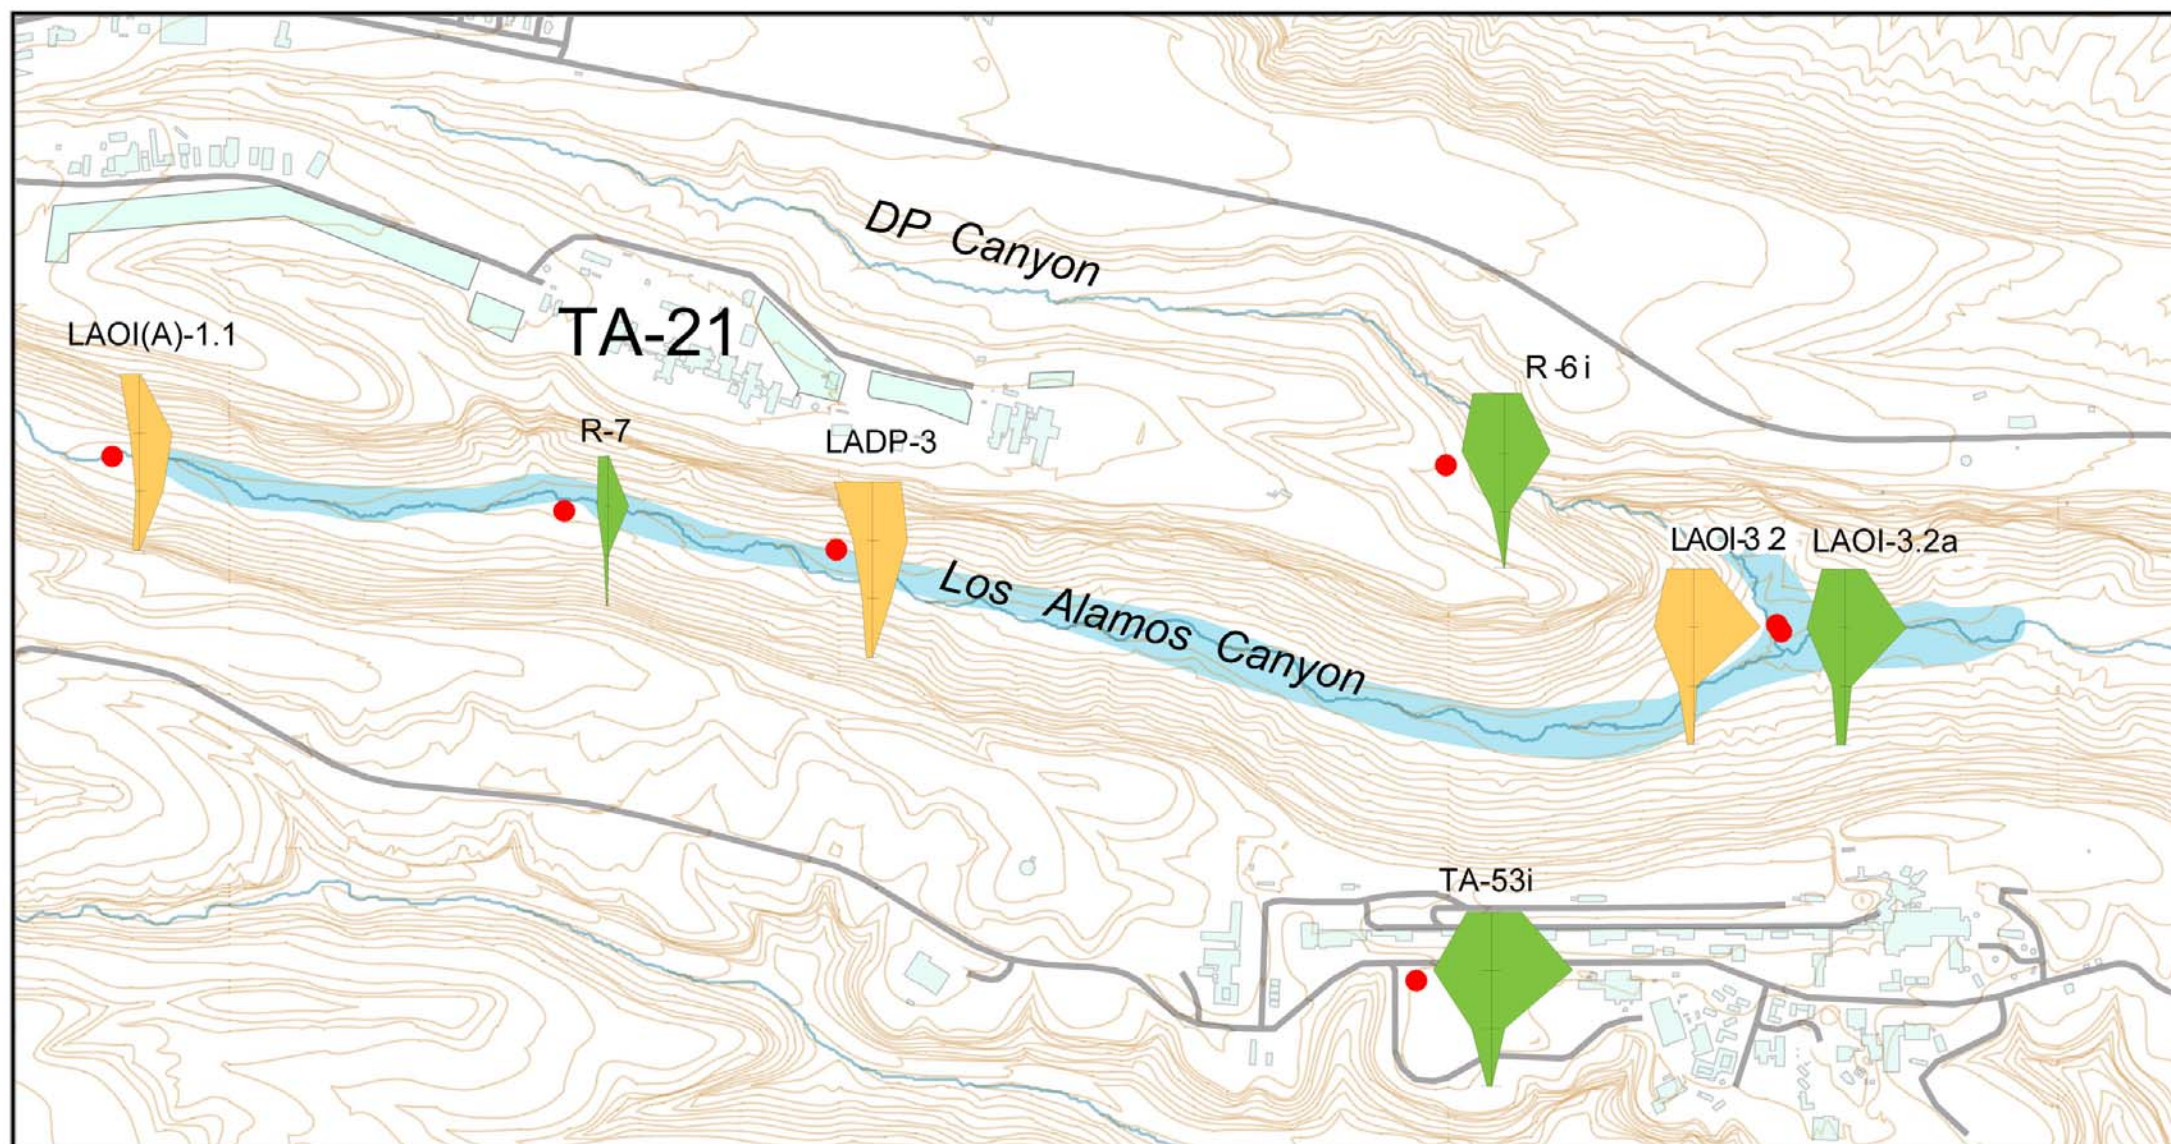 DP Canyon
TA-21
LAOI(A)-1.1
R-6i
R-7
LADP-3
LAOI-3 2
LAOI-3.2a
Los Alamos Canyon
TA-53i